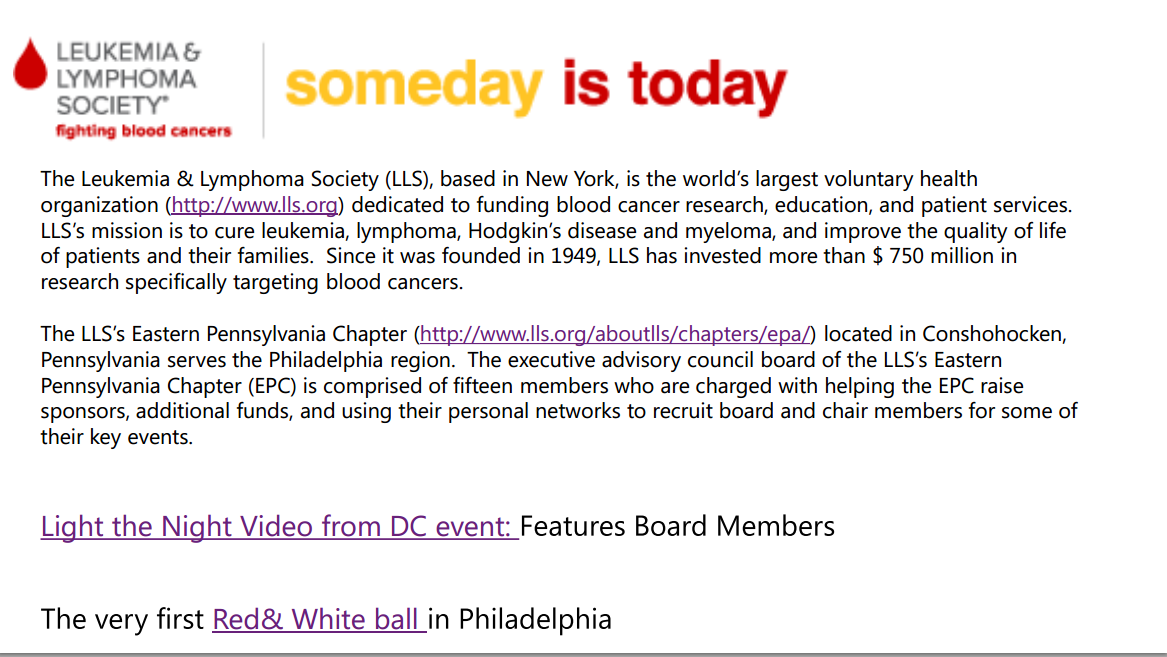 LEUKEMIA &
LYMPHOMA
SOCIETY®
fighting blood cancers
someday is today
The Leukemia & Lymphoma Society (LLS), based in New York, is the world’s largest voluntary health
organization (http://www.lls.org) dedicated to funding blood cancer research, education, and patient services.
LLS’s mission is to cure leukemia, lymphoma, Hodgkin’s disease and myeloma, and improve the quality of life
of patients and their families.  Since it was founded in 1949, LLS has invested more than $ 750 million in
research specifically targeting blood cancers.
The LLS’s Eastern Pennsylvania Chapter (http://www.lls.org/aboutlls/chapters/epa/) located in Conshohocken,
Pennsylvania serves the Philadelphia region.  The executive advisory council board of the LLS’s Eastern
Pennsylvania Chapter (EPC) is comprised of fifteen members who are charged with helping the EPC raise
sponsors, additional funds, and using their personal networks to recruit board and chair members for some of
their key events.
Light the Night Video from DC event: Features Board Members
The very first Red& White ball in Philadelphia